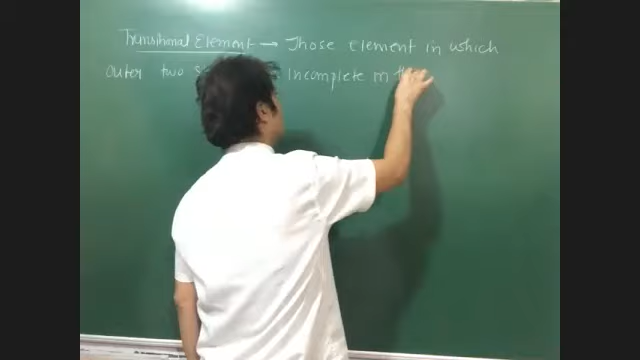 Transitional Element → Those element in which
outer two Incomplete in